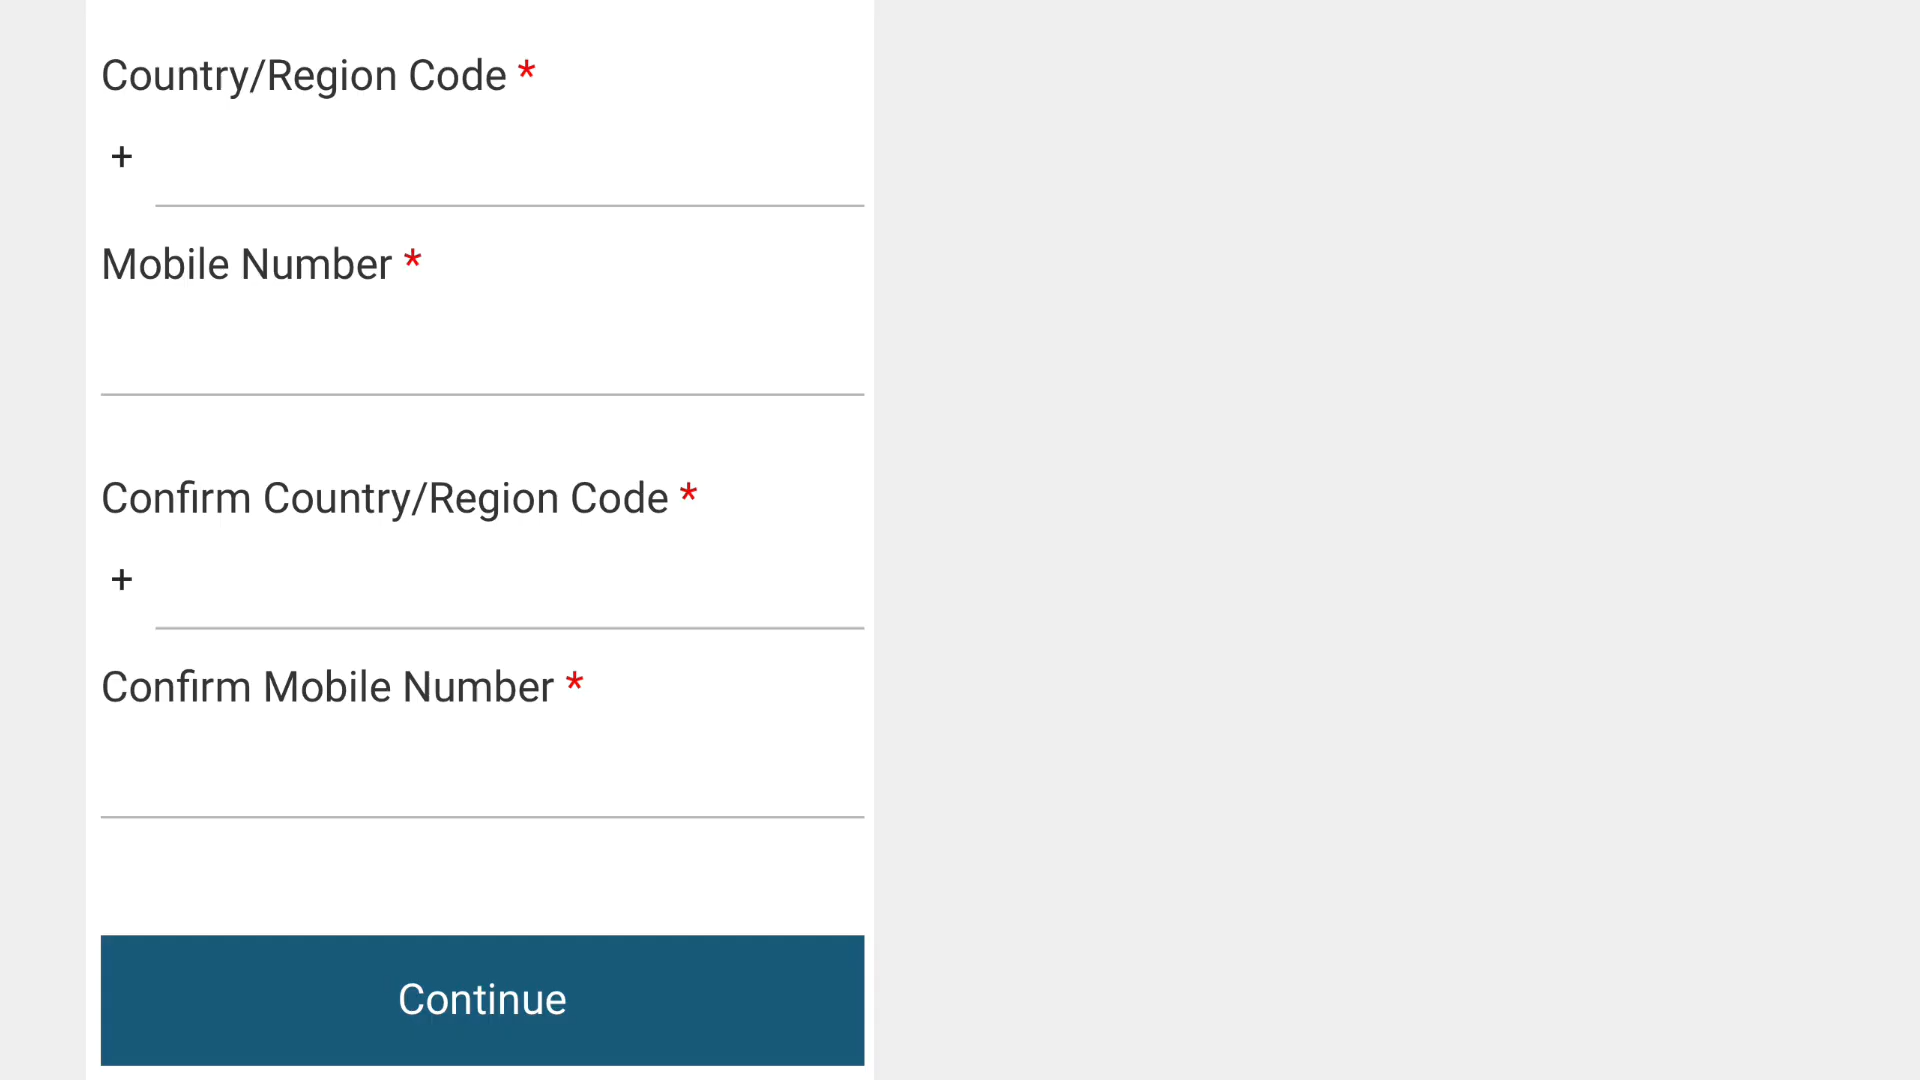 Country/Region Code *
+
Mobile Number *
Confirm Country/Region Code *
+
Confirm Mobile Number *
Continue